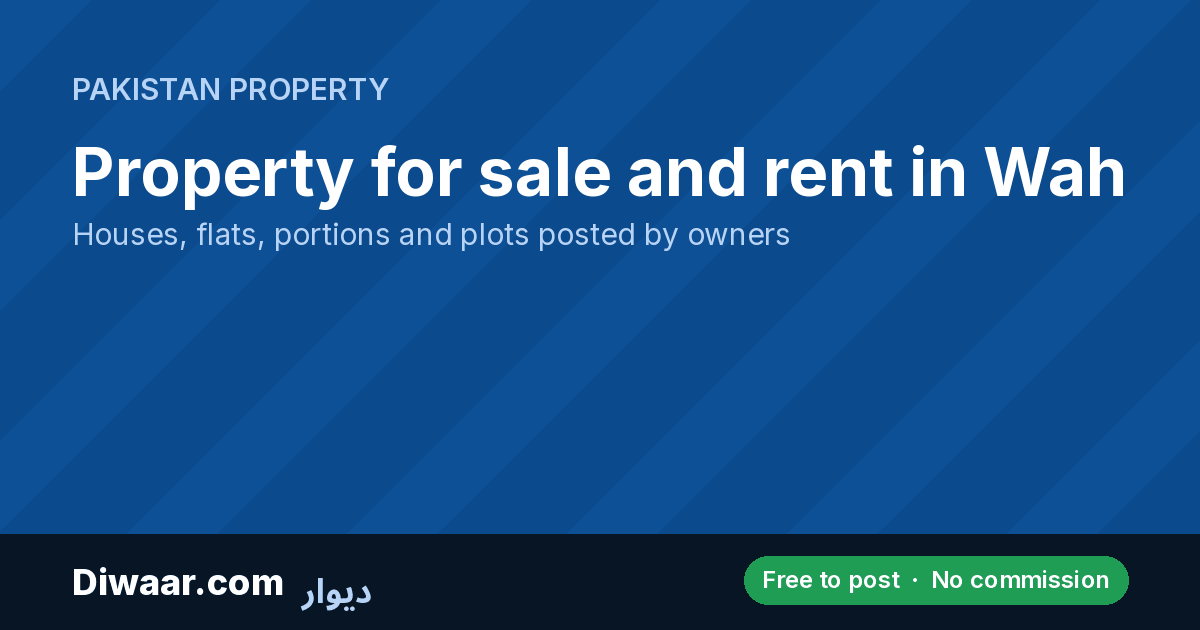 PAKISTAN PROPERTY
Property for sale and rent in Wah
Houses, flats, portions and plots posted by owners
Diwaar.com دیوار
Free to post · No commission